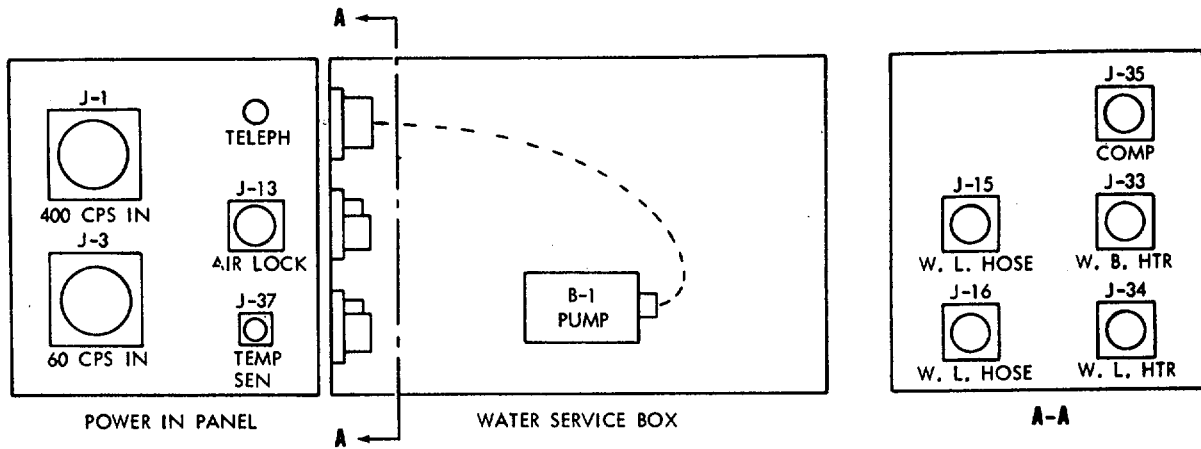 A
J-1
TELEPH
400 CPS IN
J-13
AIR LOCK
J-3
J-37
60 CPS IN
TEMP
SEN
POWER IN PANEL
B-1
PUMP
WATER SERVICE BOX
A
J-35
COMP
J-15
J-33
W. L. HOSE
W. B. HTR
J-16
J-34
W. L. HOSE
W. L. HTR
A-A